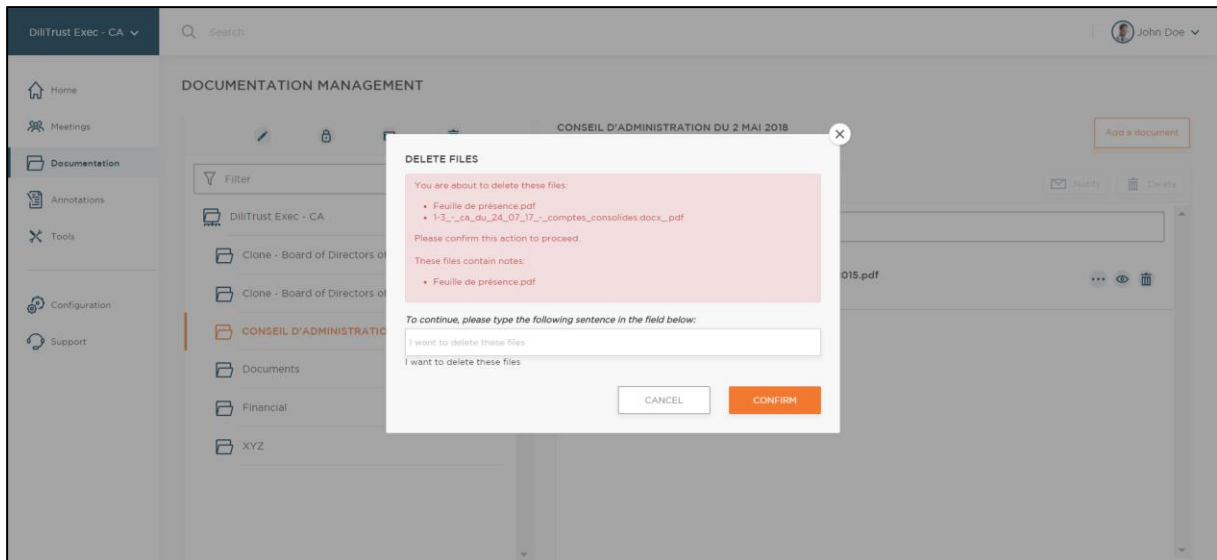 DiliTrust Exec - CA
Search
John Doe
Home
Meetings
Documentation
Annotations
Tools
Configuration
Support
DOCUMENTATION MANAGEMENT
Filter
DiliTrust Exec - CA
Clone - Board of Directors of
Clone - Board of Directors of
CONSEIL D'ADMINISTRATIO
Documents
Financial
XYZ
CONSEIL D'ADMINISTRATION DU 2 MAI 2018
Add a document
Notify
Delete
015.pdf
DELETE FILES
You are about to delete these files:
• Feuille de présence.pdf
• 1-3_-_ca_du_24_07_17_-_comptes_consolides.docx_.pdf
Please confirm this action to proceed.
These files contain notes:
• Feuille de présence.pdf
To continue, please type the following sentence in the field below:
I want to delete these files
I want to delete these files
CANCEL
CONFIRM